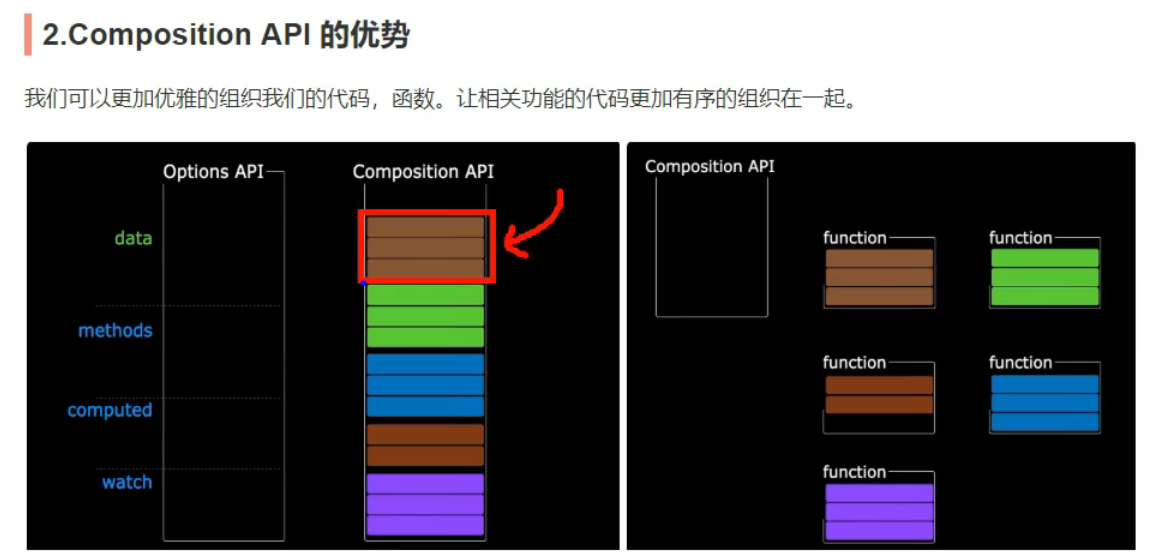 2.Composition API 的优势
我们可以更加优雅的组织我们的代码，函数。让相关功能的代码更加有序的组织在一起。
Options API
Composition API
data
methods
computed
watch
Composition API
function
function
function
function
function